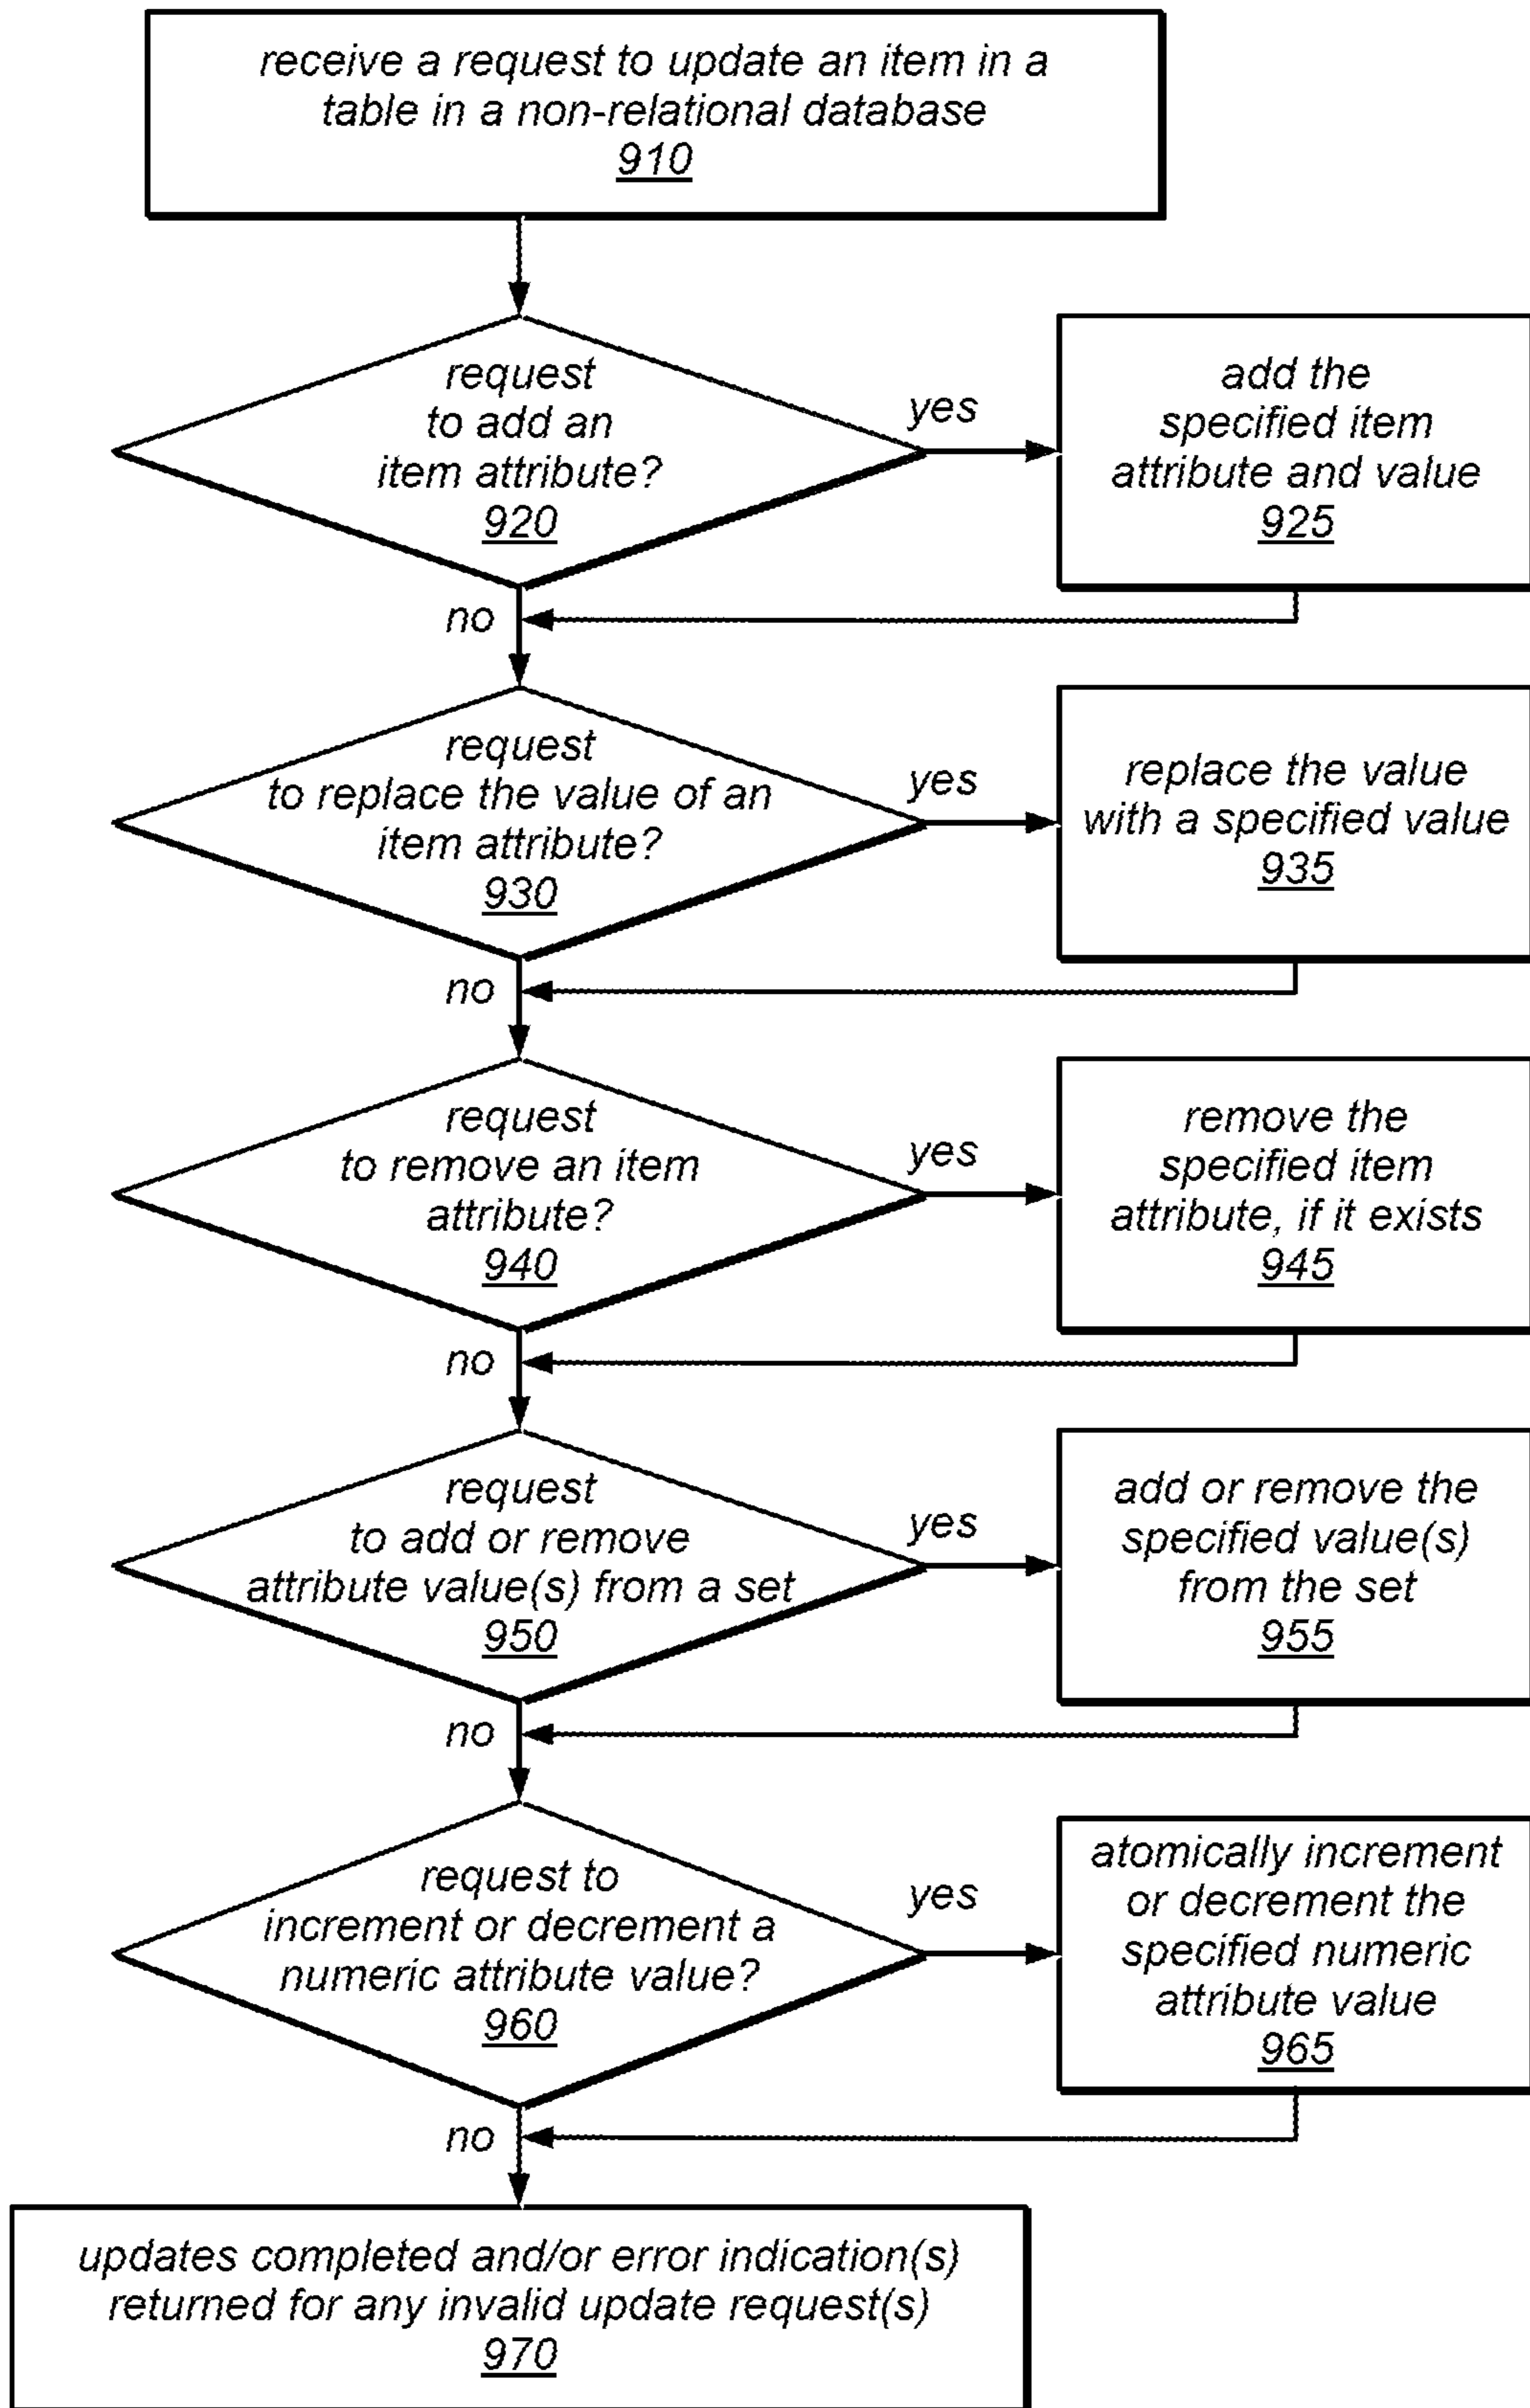 receive a request to update an item in a
table in a non-relational database
910
request
to add an
item attribute?
920
yes
add the
specified item
attribute and value
925
no
request
to replace the value of an
item attribute?
930
yes
replace the value
with a specified value
935
no
request
to remove an item
attribute?
940
yes
remove the
specified item
attribute, if it exists
945
no
request
to add or remove
attribute value(s) from a set
950
yes
add or remove the
specified value(s)
from the set
955
no
request to
increment or decrement a
numeric attribute value?
960
yes
atomically increment
or decrement the
specified numeric
attribute value
965
no
updates completed and/or error indication(s)
returned for any invalid update request(s)
970